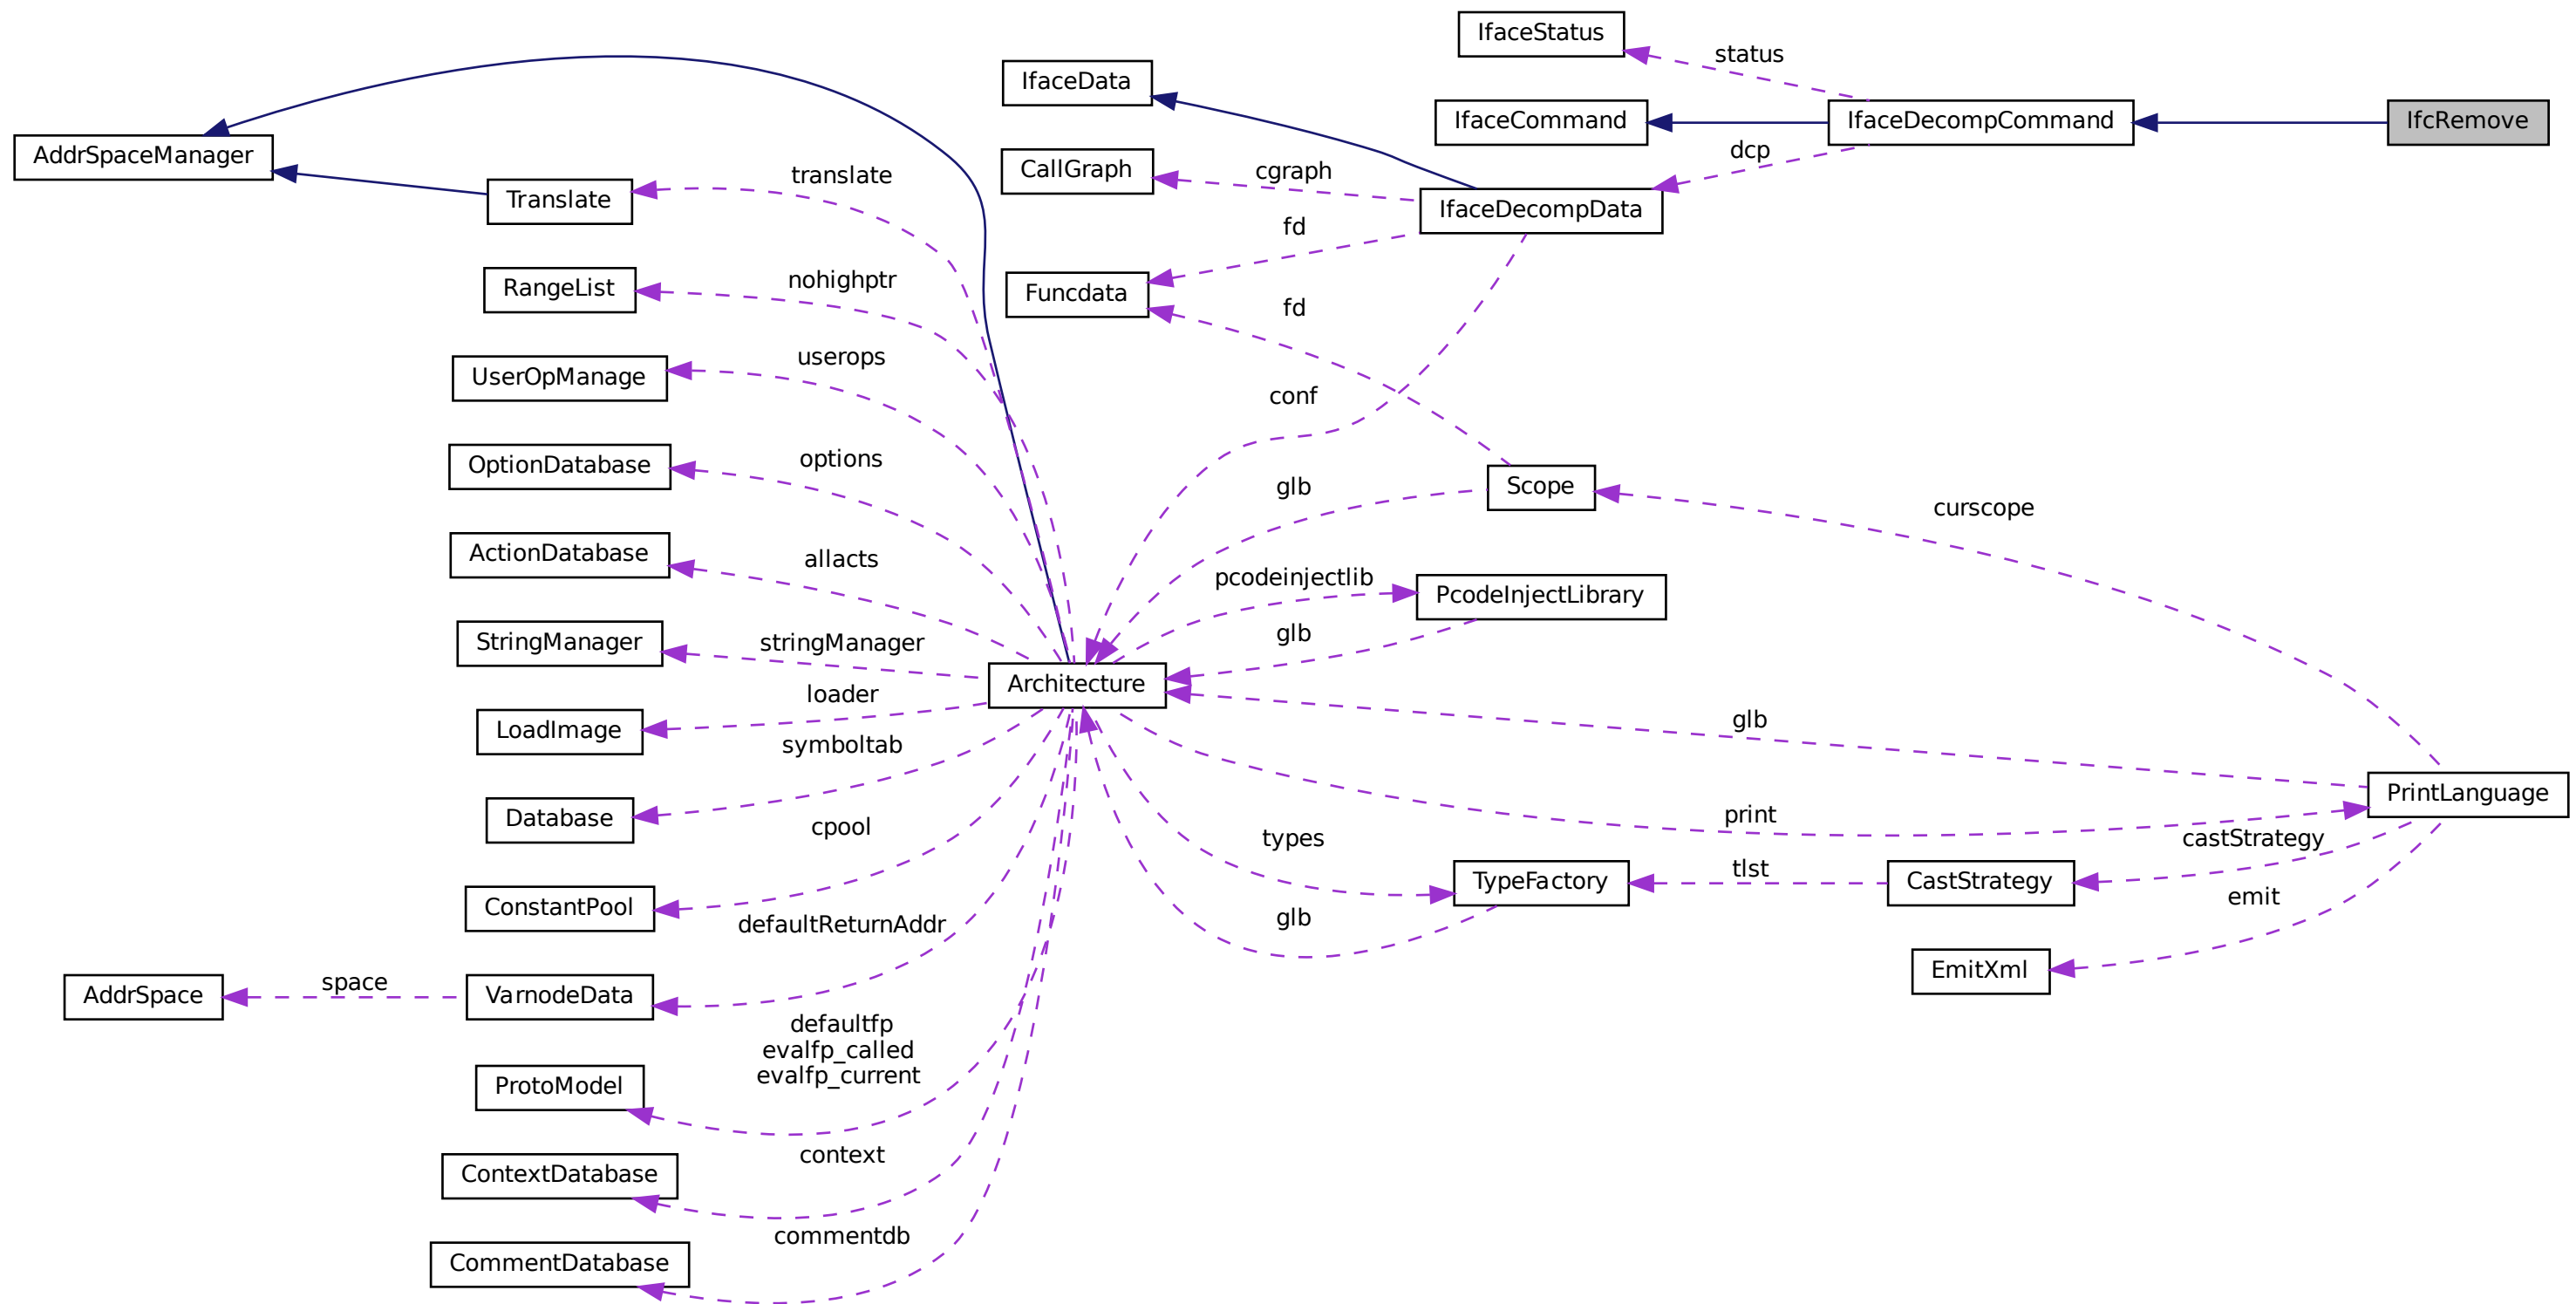 IfaceStatus
status
IfaceData
IfaceCommand
IfaceDecompCommand
IfcRemove
AddrSpaceManager
dcp
CallGraph
cgraph
translate
Translate
IfaceDecompData
fd
nohighptr
RangeList
Funcdata
fd
userops
UserOpManage
conf
options
OptionDatabase
glb
Scope
curscope
allacts
ActionDatabase
pcodeinjectlib
PcodeInjectLibrary
glb
stringManager
StringManager
Architecture
loader
LoadImage
glb
symboltab
PrintLanguage
print
Database
cpool
types
castStrategy
tlst
TypeFactory
CastStrategy
emit
ConstantPool
glb
defaultReturnAddr
EmitXml
space
AddrSpace
VarnodeData
defaultfp
evalfp_called
evalfp_current
ProtoModel
context
ContextDatabase
commentdb
CommentDatabase